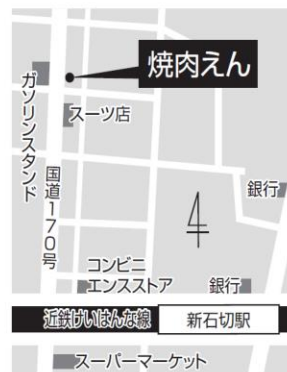 焼肉えん
ガソリンスタンド
スーツ店
国道170号
銀行
コンビニ
エンスストア
銀行
近鉄けいはんな線
新石切駅
スーパーマーケット